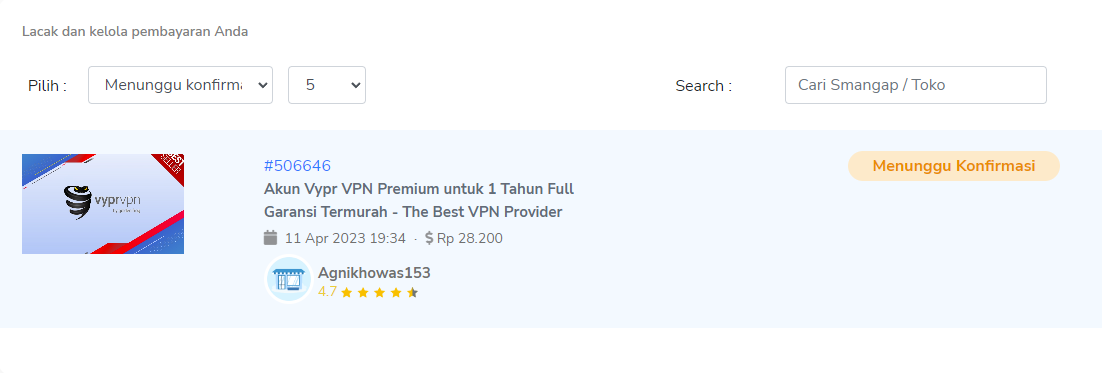 Lacak dan kelola pembayaran Anda
Pilih :
Menunggu konfirma
5
Search :
Cari Smangap / Toko
BEST
SELLER
vyprvpn
#506646
Menunggu Konfirmasi
Akun Vypr VPN Premium untuk 1 Tahun Full
Garansi Termurah - The Best VPN Provider
11 Apr 2023 19:34 · $ Rp 28.200
Agnikhowas153
4.7